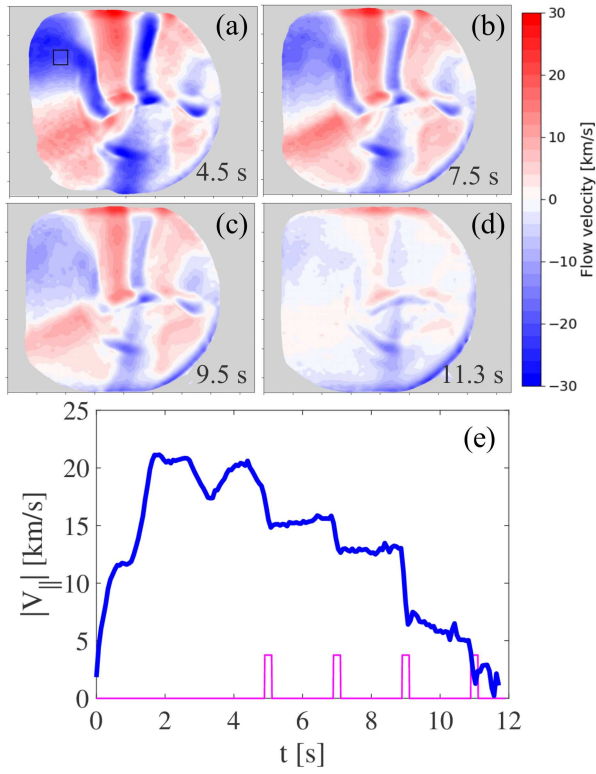 (a)
4.5 s
(b)
7.5 s
(c)
9.5 s
(d)
11.3 s
30
20
10
0
−10
−20
−30
Flow velocity [km/s]
(e)
25
20
15
10
5
0
|V∥| [km/s]
0 2 4 6 8 10 12
t [s]